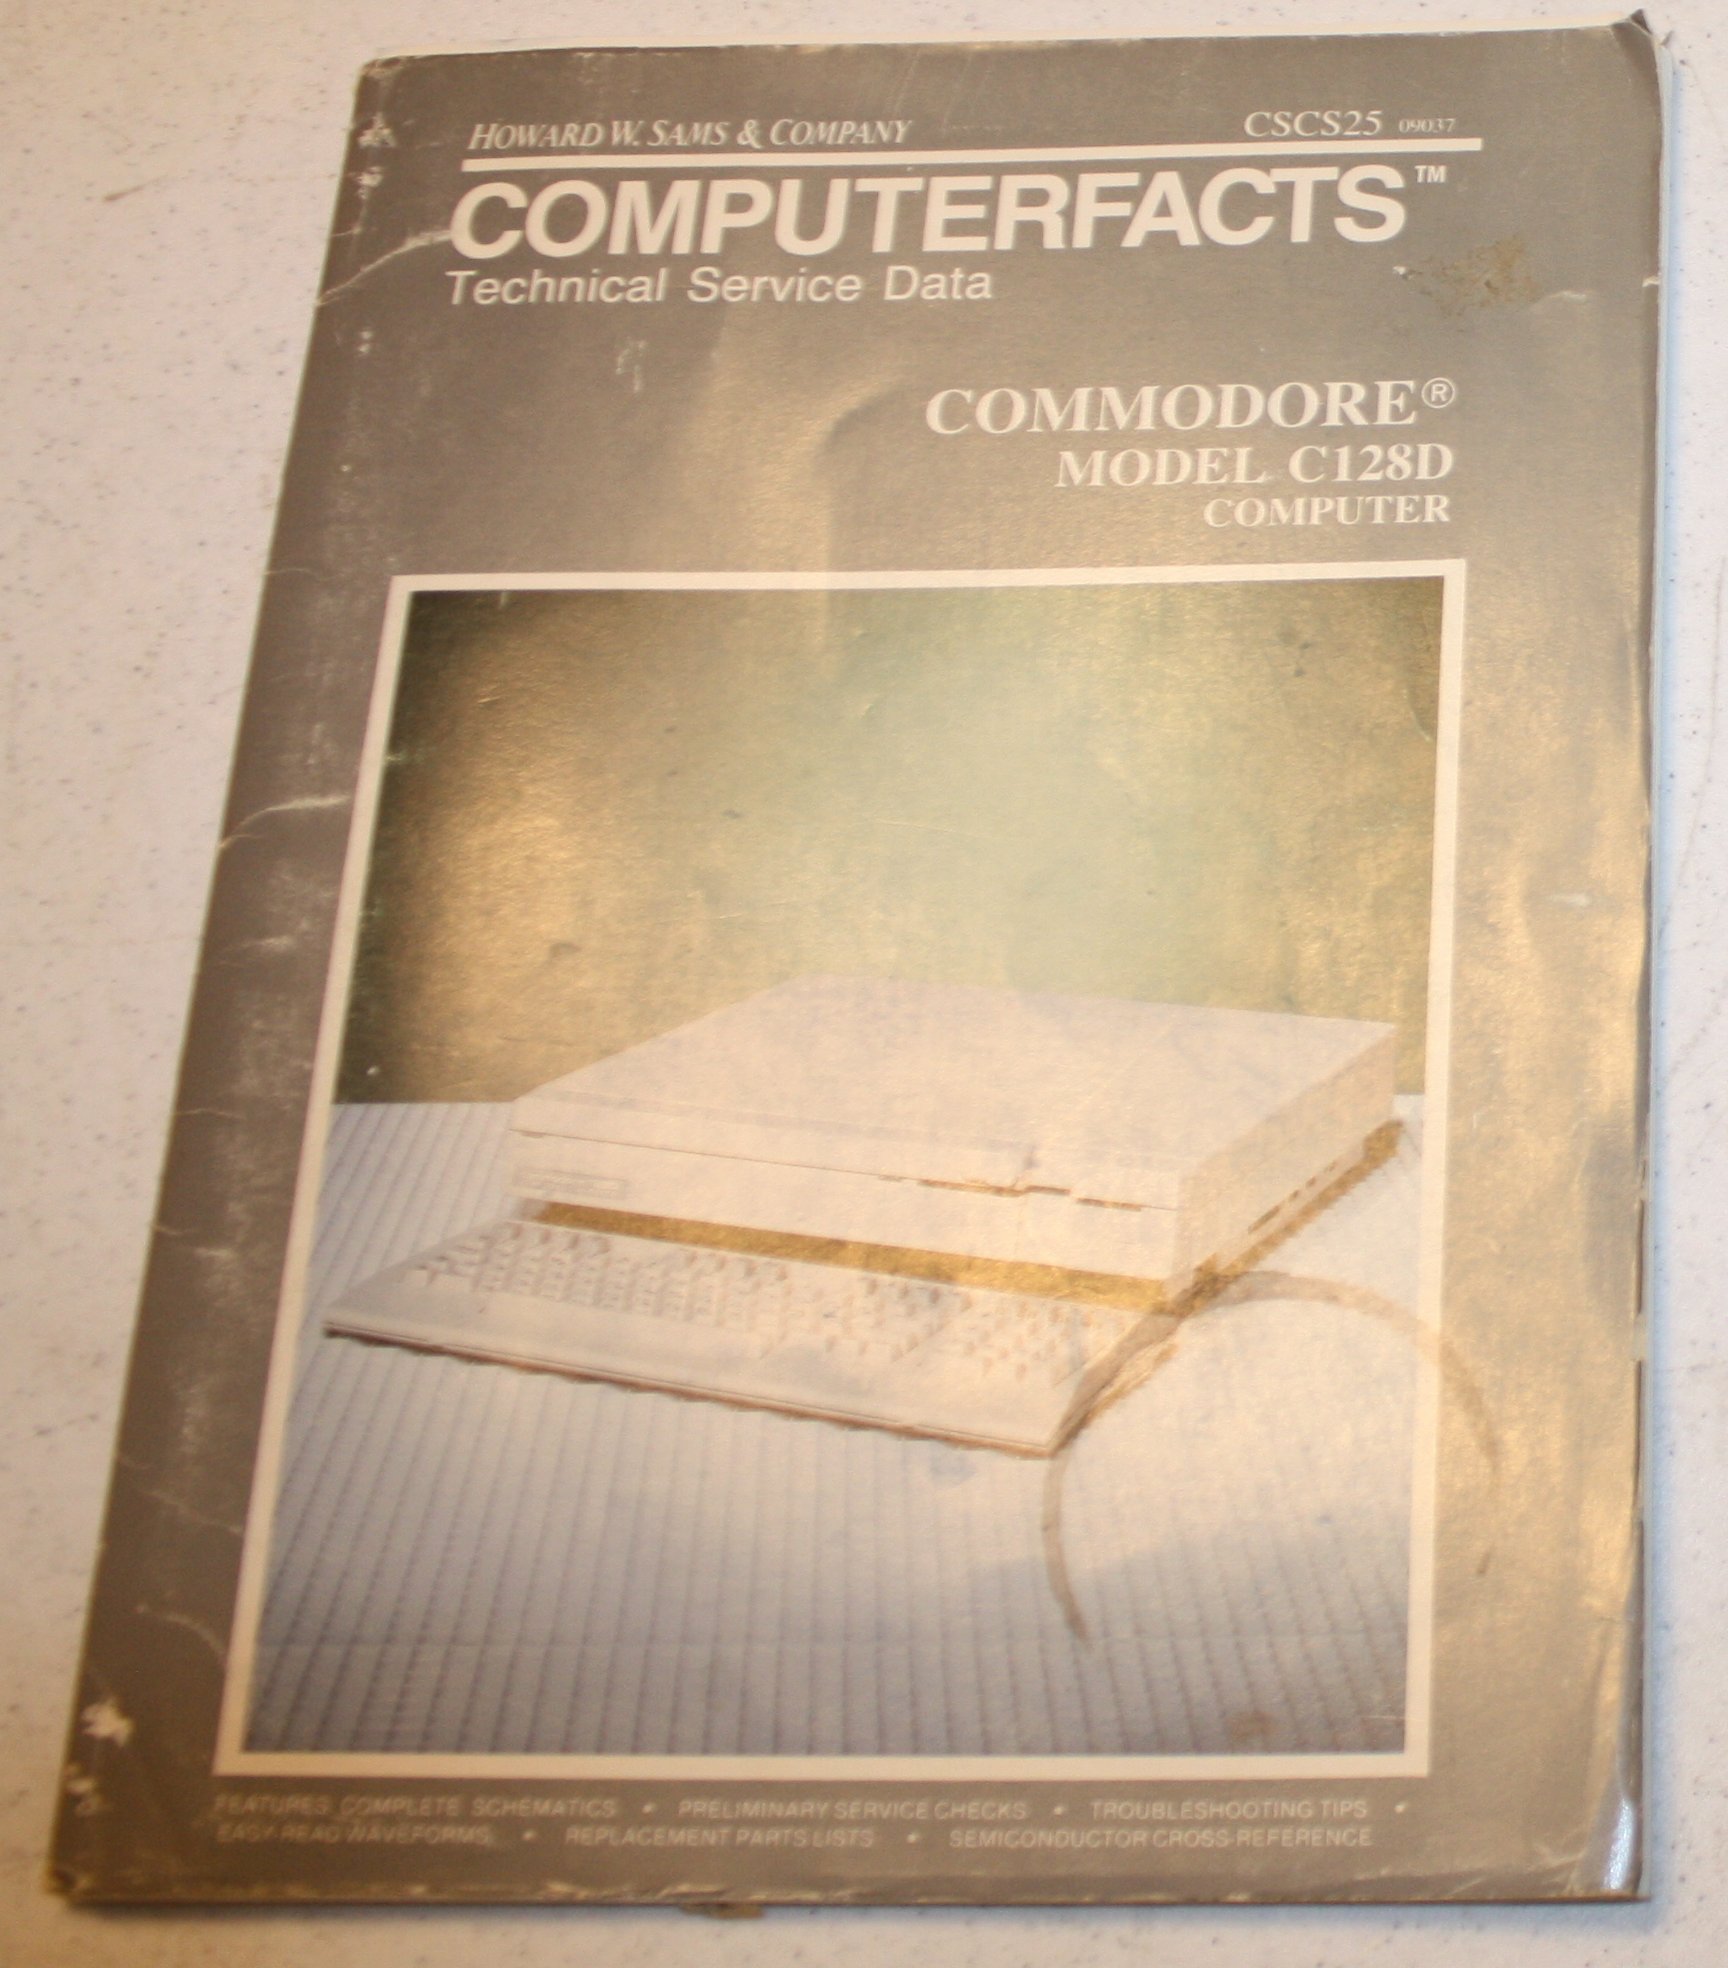 HOWARD W. SAMS & COMPANY
CSCS25 09037
COMPUTERFACTS™
Technical Service Data
COMMODORE®
MODEL C128D
COMPUTER
FEATURES COMPLETE SCHEMATICS • PRELIMINARY SERVICE CHECKS • TROUBLESHOOTING TIPS •
EASY-READ WAVEFORMS • REPLACEMENT PARTS LISTS • SEMICONDUCTOR CROSS-REFERENCE